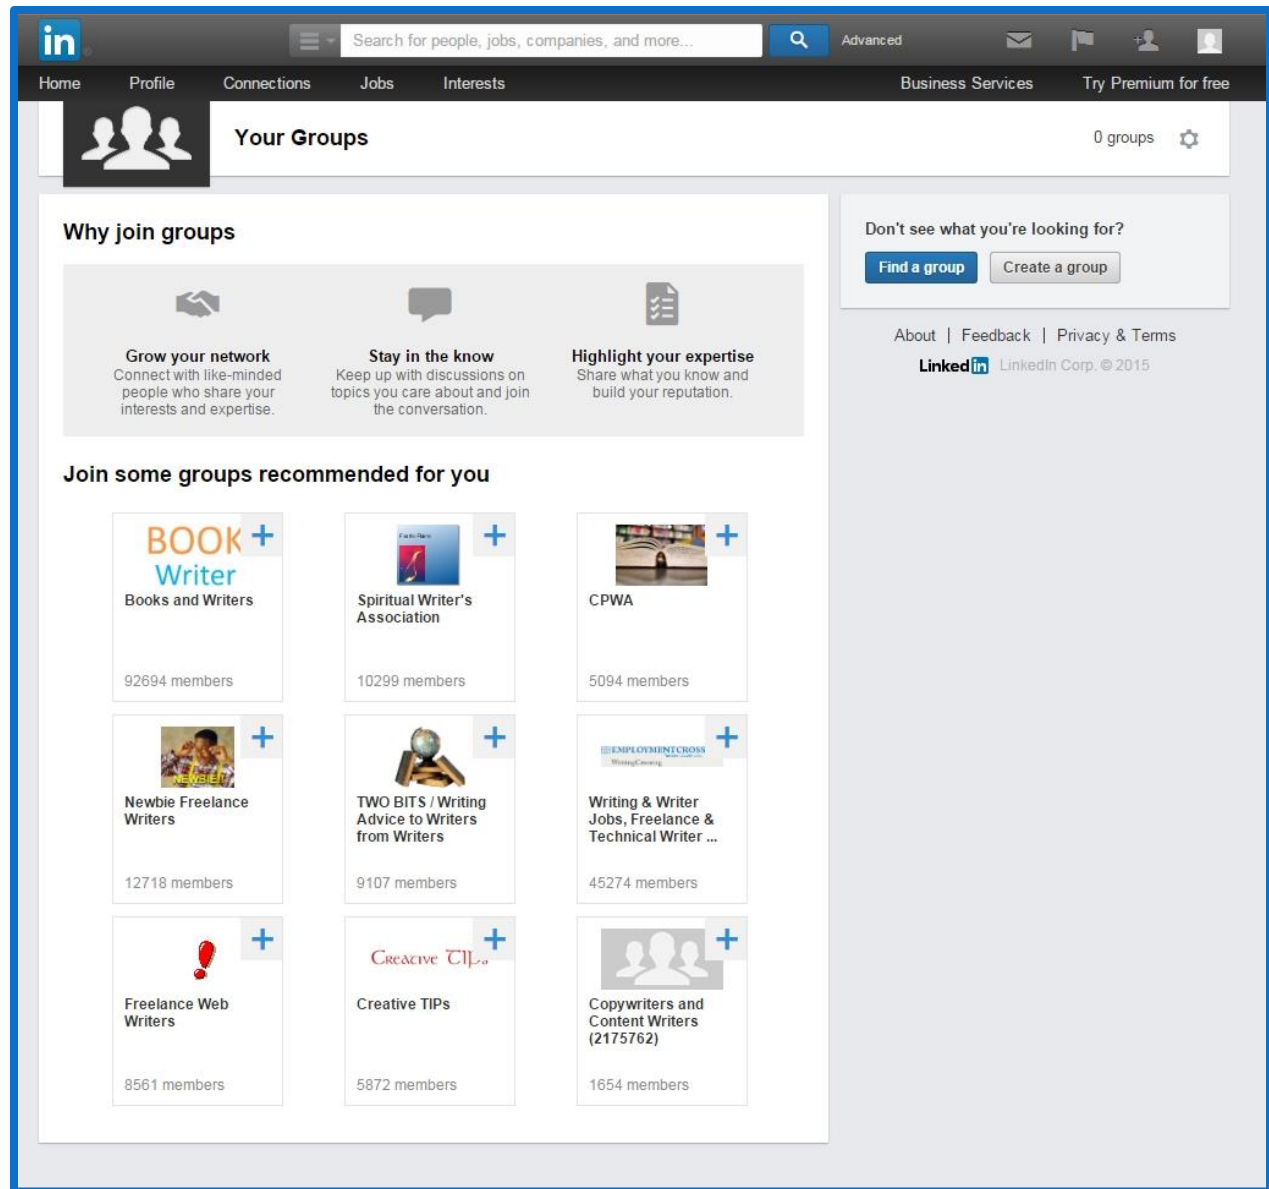 in
Search for people, jobs, companies, and more...
Advanced
Home Profile Connections Jobs Interests Business Services Try Premium for free
Your Groups
0 groups
Why join groups
Grow your network
Connect with like-minded
people who share your
interests and expertise.
Stay in the know
Keep up with discussions on
topics you care about and join
the conversation.
Highlight your expertise
Share what you know and
build your reputation.
Don't see what you're looking for?
Find a group Create a group
About | Feedback | Privacy & Terms
Linked in LinkedIn Corp. © 2015
Join some groups recommended for you
BOOK
Writer
Books and Writers
92694 members
Spiritual Writer's
Association
10299 members
CPWA
5094 members
NEWBIE!
Newbie Freelance
Writers
12718 members
TWO BITS / Writing
Advice to Writers
from Writers
9107 members
EMPLOYMENTCROSS
WritingCrossing
Writing & Writer
Jobs, Freelance &
Technical Writer ...
45274 members
Freelance Web
Writers
8561 members
Creative TIPs
Creative TIPs
5872 members
Copywriters and
Content Writers
(2175762)
1654 members